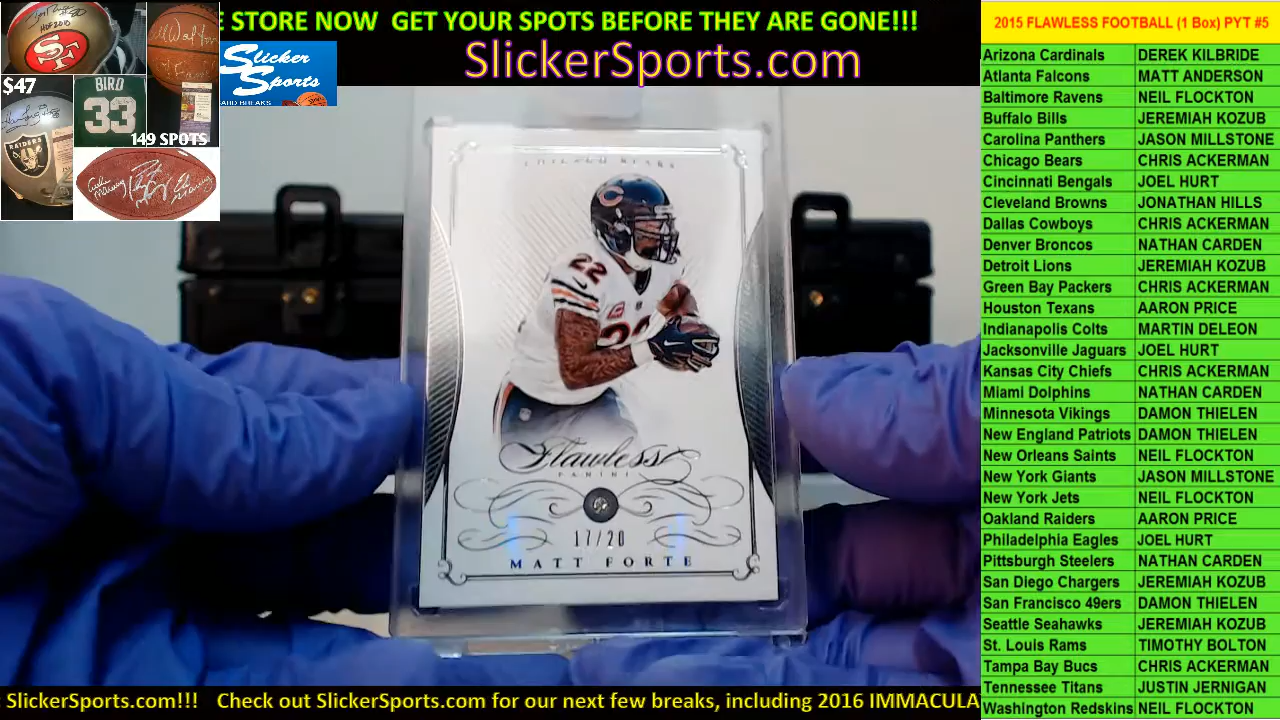 E STORE NOW  GET YOUR SPOTS BEFORE THEY ARE GONE!!!
SlickerSports.com
Slicker
Sports
ARD BREAKS
$47
BIRD
33
149 SPOTS
SF
RAIDERS
CHICAGO BEARS
C
22
Flawless
PANINI
17/20
MATT FORTE
2015 FLAWLESS FOOTBALL (1 Box) PYT #5
Arizona Cardinals DEREK KILBRIDE
Atlanta Falcons MATT ANDERSON
Baltimore Ravens NEIL FLOCKTON
Buffalo Bills JEREMIAH KOZUB
Carolina Panthers JASON MILLSTONE
Chicago Bears CHRIS ACKERMAN
Cincinnati Bengals JOEL HURT
Cleveland Browns JONATHAN HILLS
Dallas Cowboys CHRIS ACKERMAN
Denver Broncos NATHAN CARDEN
Detroit Lions JEREMIAH KOZUB
Green Bay Packers CHRIS ACKERMAN
Houston Texans AARON PRICE
Indianapolis Colts MARTIN DELEON
Jacksonville Jaguars JOEL HURT
Kansas City Chiefs CHRIS ACKERMAN
Miami Dolphins NATHAN CARDEN
Minnesota Vikings DAMON THIELEN
New England Patriots DAMON THIELEN
New Orleans Saints NEIL FLOCKTON
New York Giants JASON MILLSTONE
New York Jets NEIL FLOCKTON
Oakland Raiders AARON PRICE
Philadelphia Eagles JOEL HURT
Pittsburgh Steelers NATHAN CARDEN
San Diego Chargers JEREMIAH KOZUB
San Francisco 49ers DAMON THIELEN
Seattle Seahawks JEREMIAH KOZUB
St. Louis Rams TIMOTHY BOLTON
Tampa Bay Bucs CHRIS ACKERMAN
Tennessee Titans JUSTIN JERNIGAN
Washington Redskins NEIL FLOCKTON
SlickerSports.com!!!   Check out SlickerSports.com for our next few breaks, including 2016 IMMACULA